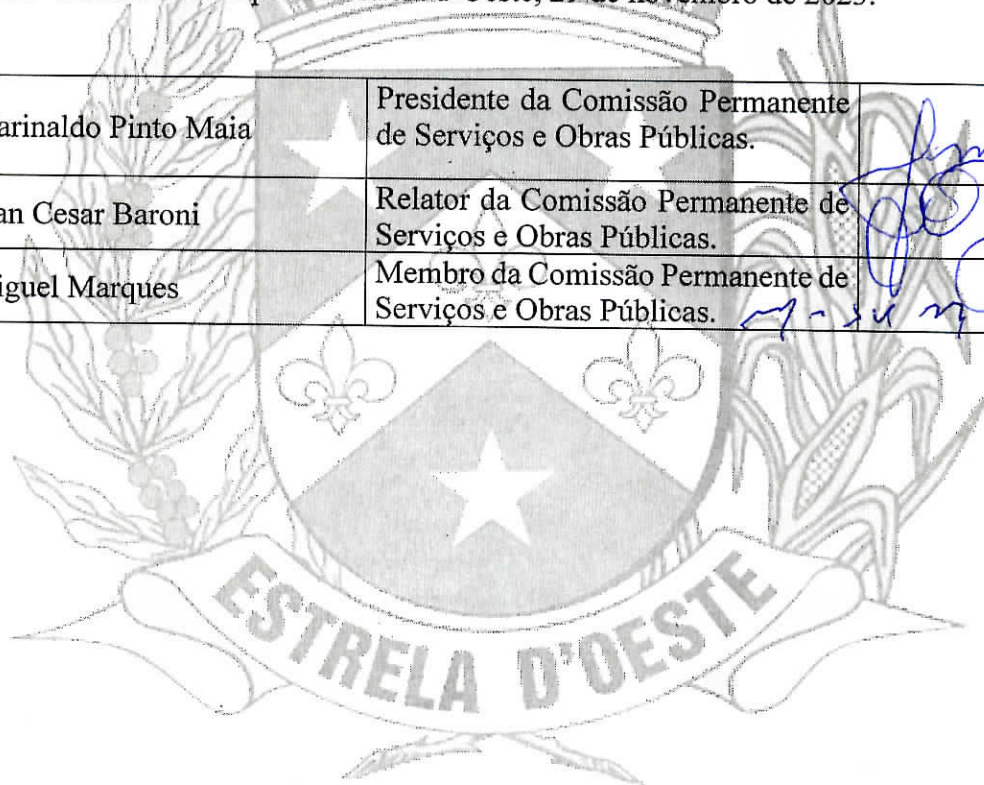 de novembro de 2023.
arinaldo Pinto Maia
Presidente da Comissão Permanente
de Serviços e Obras Públicas.
an Cesar Baroni
Relator da Comissão Permanente de
Serviços e Obras Públicas.
iguel Marques
Membro da Comissão Permanente de
Serviços e Obras Públicas.
ESTRELA D'OESTE